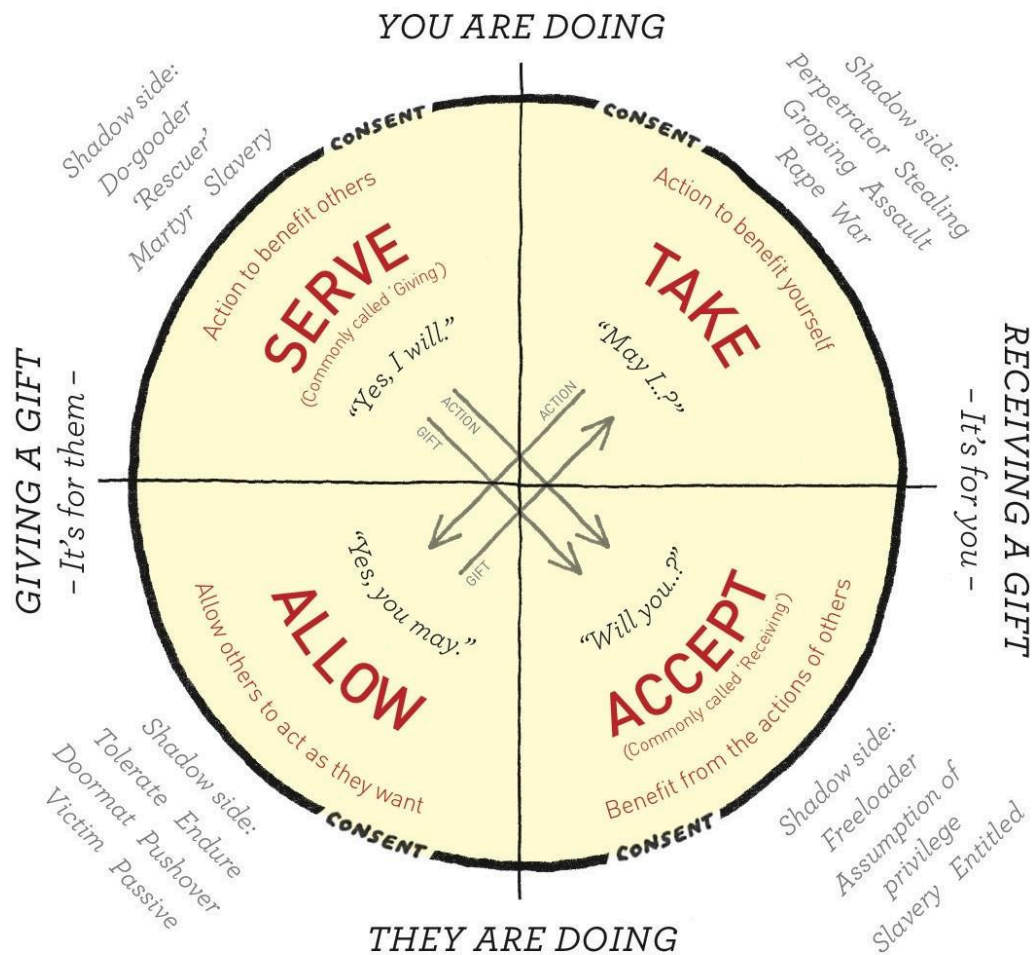 YOU ARE DOING
Shadow side:
Do-gooder
‘Rescuer’
Martyr Slavery
Shadow side:
Perpetrator Stealing
Groping Assault
Rape War
CONSENT
CONSENT
Action to benefit others
SERVE
(Commonly called ‘Giving’)
“Yes, I will.”
Action to benefit yourself
TAKE
“May I...?”
GIVING A GIFT
– It’s for them –
RECEIVING A GIFT
– It’s for you –
ACTION
GIFT
ACTION
GIFT
“Yes, you may.”
ALLOW
Allow others to act as they want
“Will you...?”
ACCEPT
(Commonly called ‘Receiving’)
Benefit from the actions of others
CONSENT
CONSENT
Shadow side:
Tolerate Endure
Doormat Pushover
Victim Passive
Shadow side:
Freeloader
Assumption of
privilege
Slavery Entitled
THEY ARE DOING